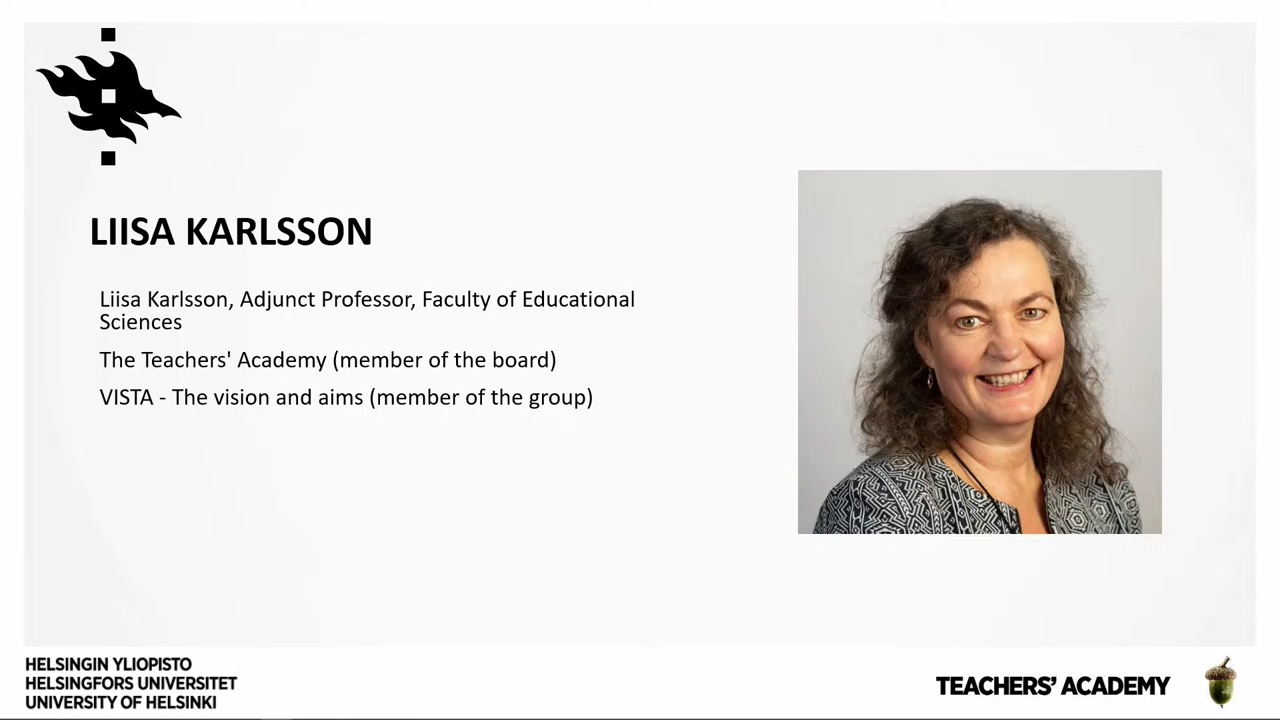 LIISA KARLSSON
Liisa Karlsson, Adjunct Professor, Faculty of Educational
Sciences
The Teachers' Academy (member of the board)
VISTA - The vision and aims (member of the group)
HELSINGIN YLIOPISTO
HELSINGFORS UNIVERSITET
UNIVERSITY OF HELSINKI
TEACHERS’ ACADEMY